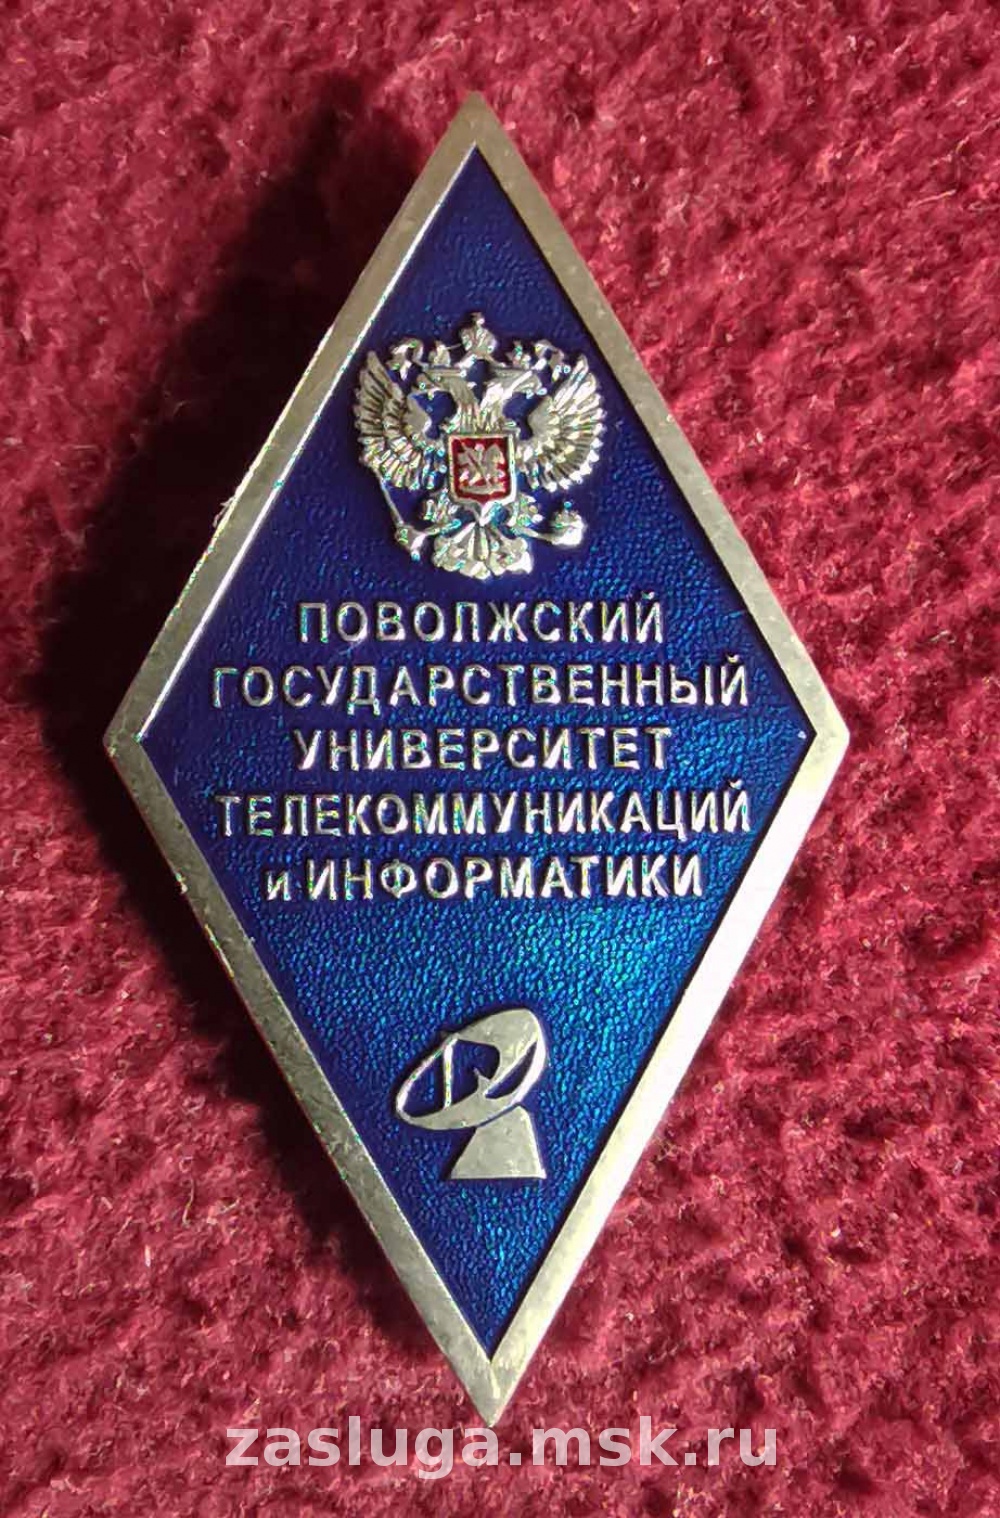 ПОВОЛЖСКИЙ
ГОСУДАРСТВЕННЫЙ
УНИВЕРСИТЕТ
ТЕЛЕКОММУНИКАЦИЙ
и ИНФОРМАТИКИ
zasluga.msk.ru